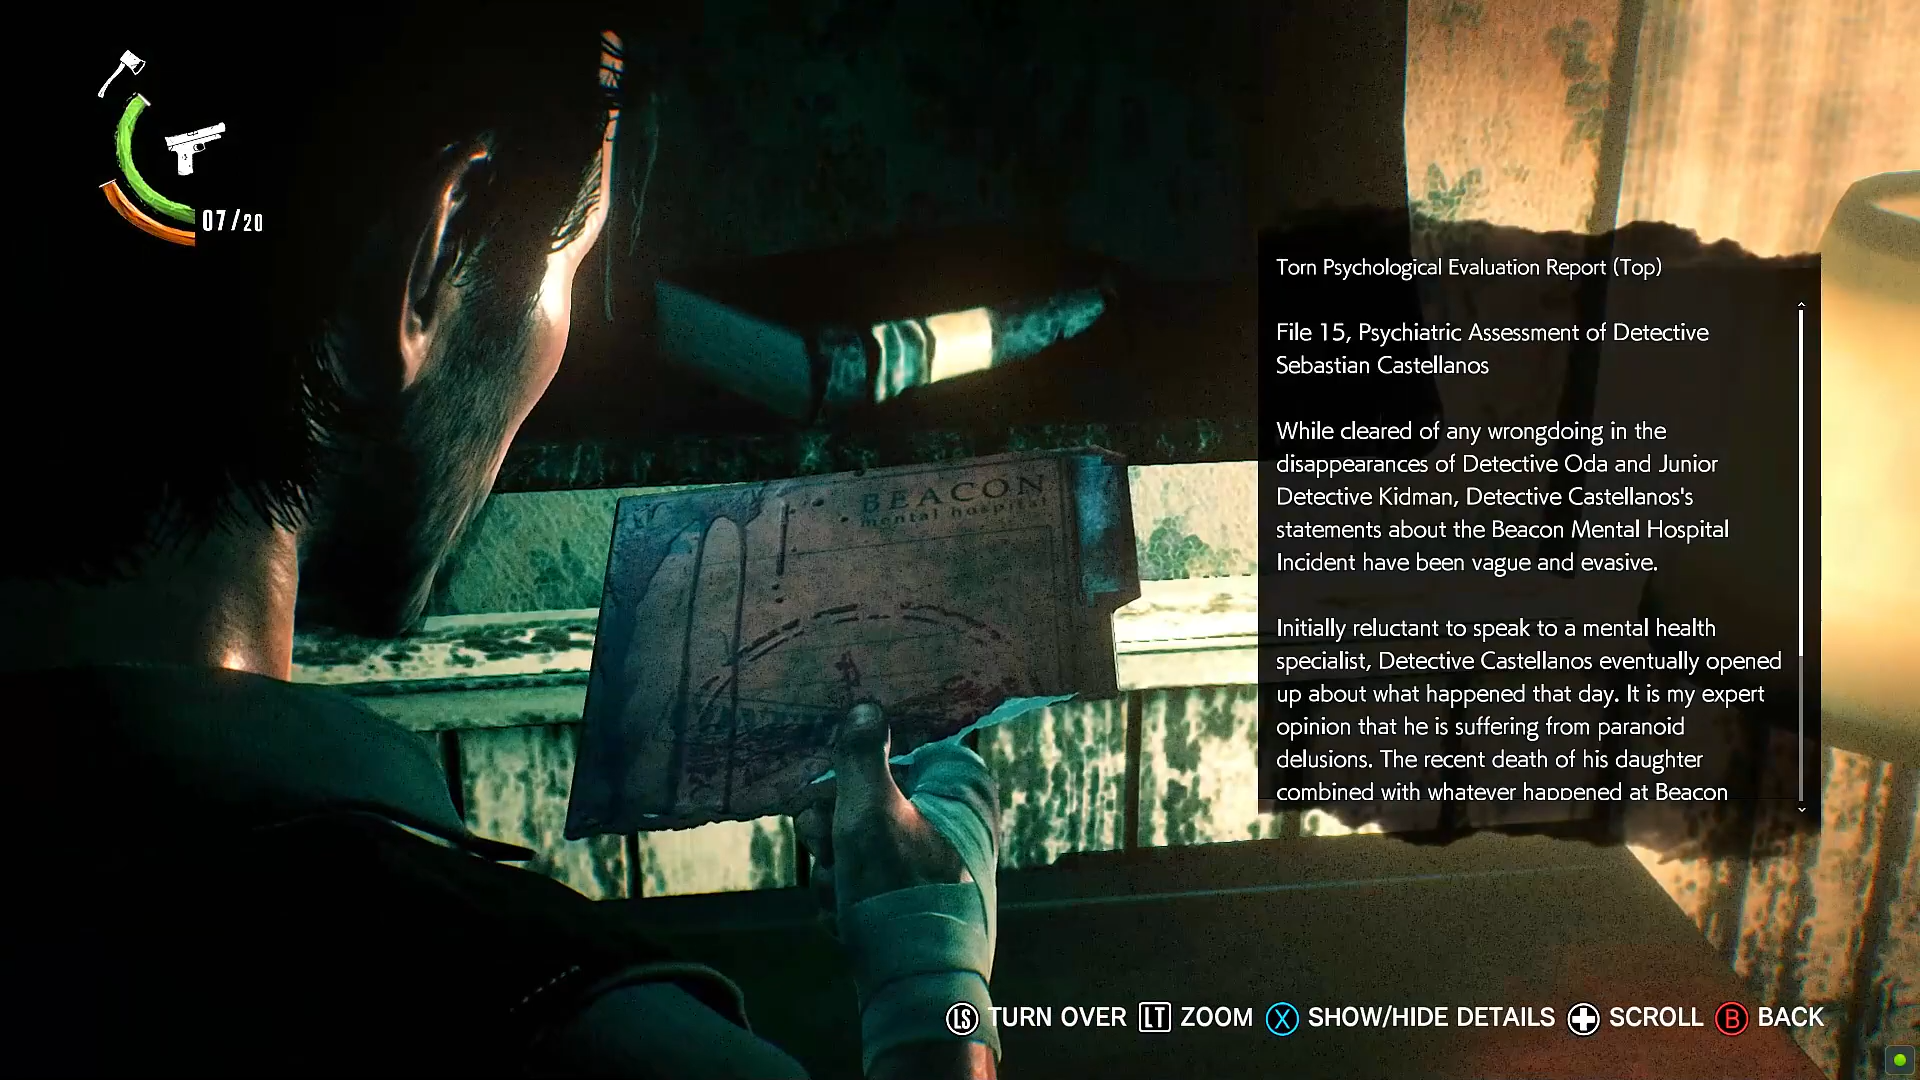 07/20
BEACON
mental hospital
Torn Psychological Evaluation Report (Top)
File 15, Psychiatric Assessment of Detective
Sebastian Castellanos
While cleared of any wrongdoing in the
disappearances of Detective Oda and Junior
Detective Kidman, Detective Castellanos's
statements about the Beacon Mental Hospital
Incident have been vague and evasive.
Initially reluctant to speak to a mental health
specialist, Detective Castellanos eventually opened
up about what happened that day. It is my expert
opinion that he is suffering from paranoid
delusions. The recent death of his daughter
combined with whatever happened at Beacon
LS TURN OVER LT ZOOM X SHOW/HIDE DETAILS SCROLL B BACK